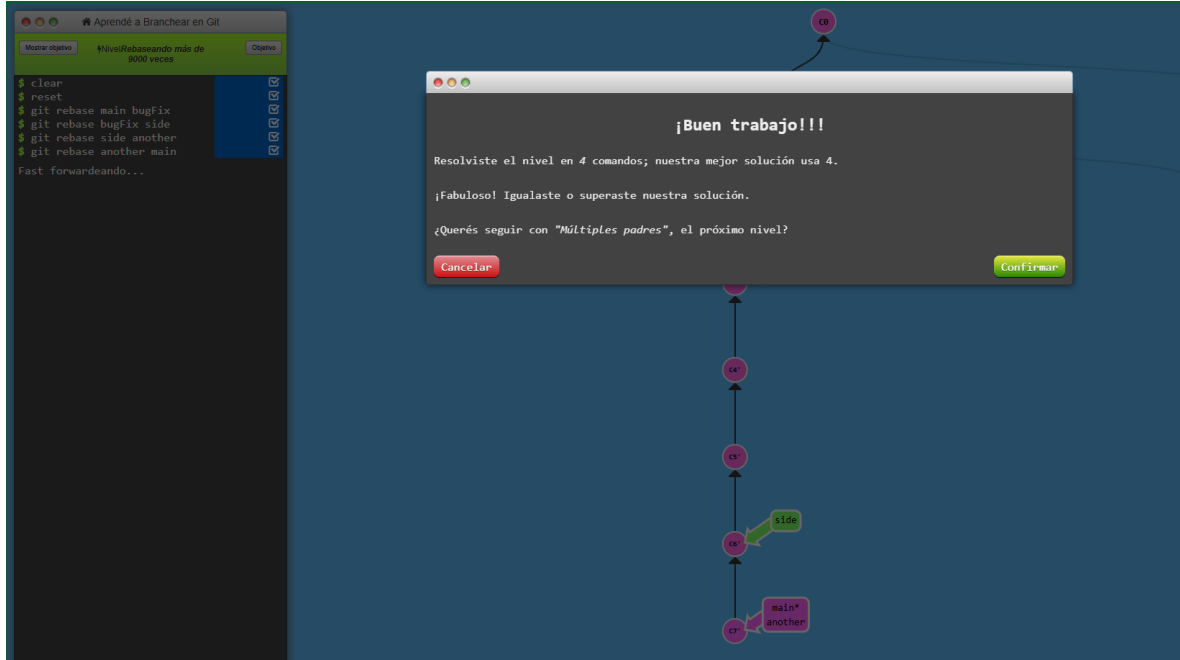 Aprendé a Branchear en Git
Mostrar objetivo
Nivel Rebaseando más de
9000 veces
Objetivo
$ clear
$ reset
$ git rebase main bugFix
$ git rebase bugFix side
$ git rebase side another
$ git rebase another main
Fast forwardeando...
C0
¡Buen trabajo!!!
Resolviste el nivel en 4 comandos; nuestra mejor solución usa 4.
¡Fabuloso! Igualaste o superaste nuestra solución.
¿Querés seguir con "Múltiples padres", el próximo nivel?
Cancelar
Confirmar
C4'
C5'
side
C6'
main*
another
C7'